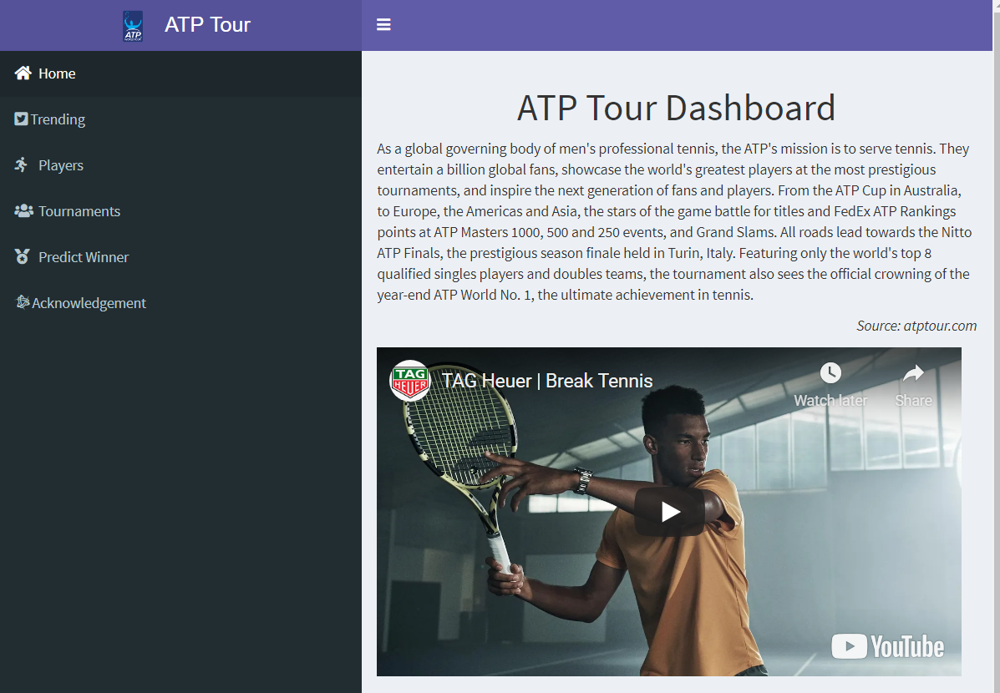 ATP
WORLD TOUR
ATP Tour
Home
Trending
Players
Tournaments
Predict Winner
Acknowledgement
ATP Tour Dashboard
As a global governing body of men's professional tennis, the ATP's mission is to serve tennis. They
entertain a billion global fans, showcase the world's greatest players at the most prestigious
tournaments, and inspire the next generation of fans and players. From the ATP Cup in Australia,
to Europe, the Americas and Asia, the stars of the game battle for titles and FedEx ATP Rankings
points at ATP Masters 1000, 500 and 250 events, and Grand Slams. All roads lead towards the Nitto
ATP Finals, the prestigious season finale held in Turin, Italy. Featuring only the world's top 8
qualified singles players and doubles teams, the tournament also sees the official crowning of the
year-end ATP World No. 1, the ultimate achievement in tennis.
Source: atptour.com
TAG
HEUER
TAG Heuer | Break Tennis
Watch later
Share
YouTube